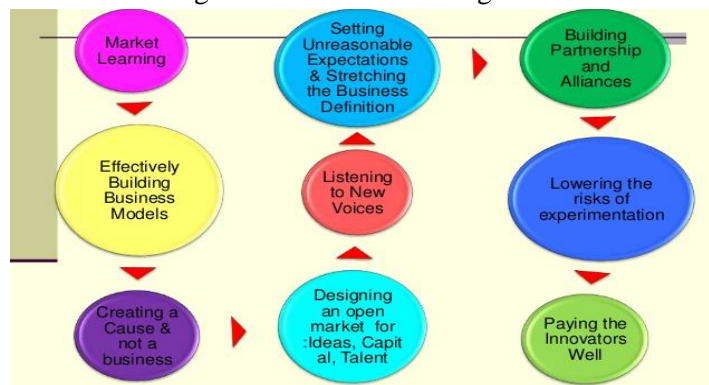 Market
Learning
Effectively
Building
Business
Models
Creating a
Cause &
not a
business
Designing
an open
market for
:Ideas, Capit
al, Talent
Listening
to New
Voices
Setting
Unreasonable
Expectations
& Stretching
the Business
Definition
Building
Partnership
and
Alliances
Lowering the
risks of
experimentation
Paying the
Innovators
Well